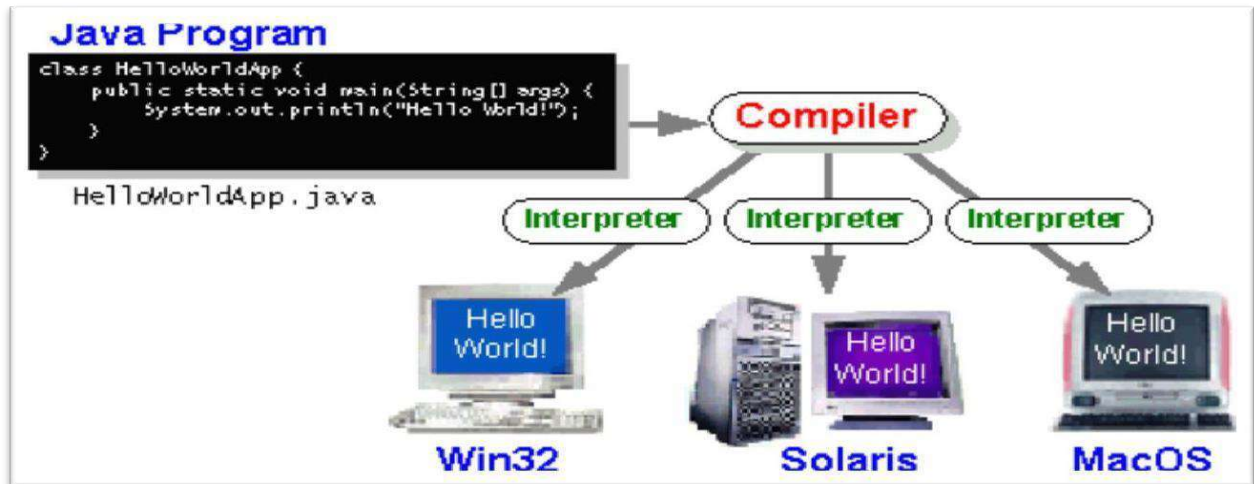 Java Program
class HelloWorldApp {
    public static void main(String[] args) {
        System.out.println("Hello World!");
    }
}
HelloWorldApp.java
Compiler
Interpreter
Interpreter
Interpreter
Hello
World!
Hello
World!
Hello
World!
Win32
Solaris
MacOS